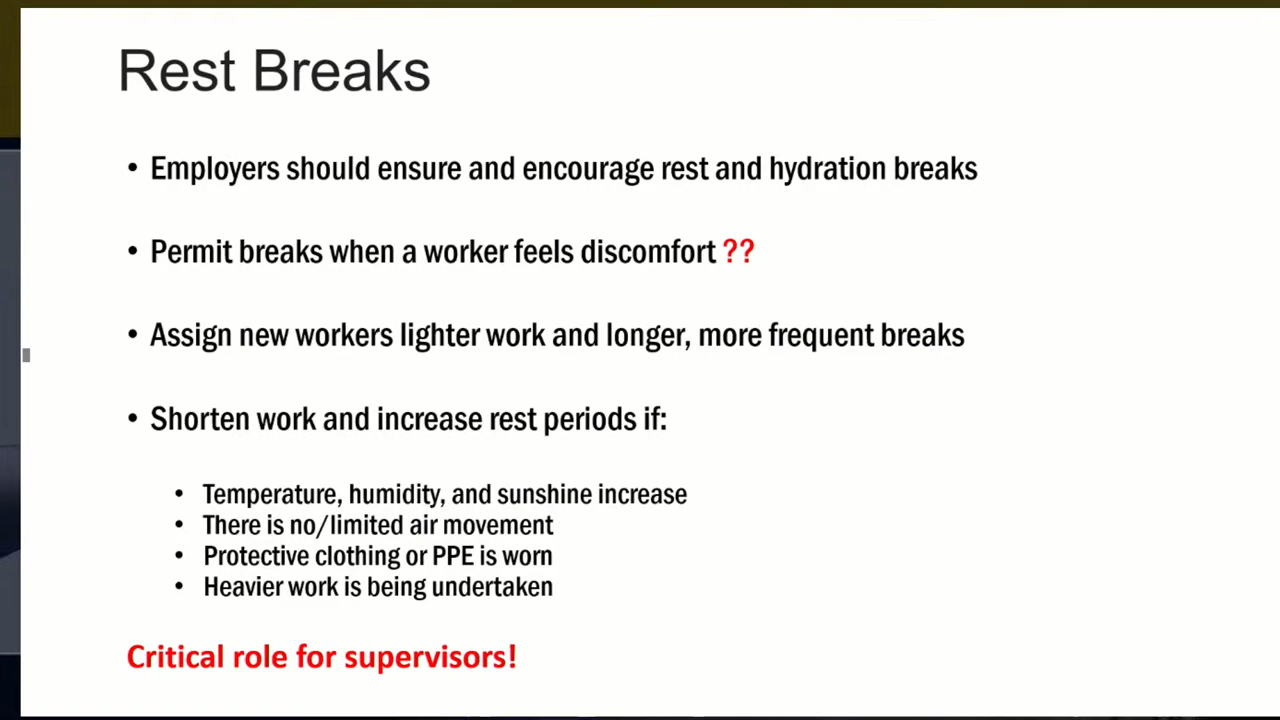 Rest Breaks
• Employers should ensure and encourage rest and hydration breaks
• Permit breaks when a worker feels discomfort ??
• Assign new workers lighter work and longer, more frequent breaks
• Shorten work and increase rest periods if:
• Temperature, humidity, and sunshine increase
• There is no/limited air movement
• Protective clothing or PPE is worn
• Heavier work is being undertaken
Critical role for supervisors!